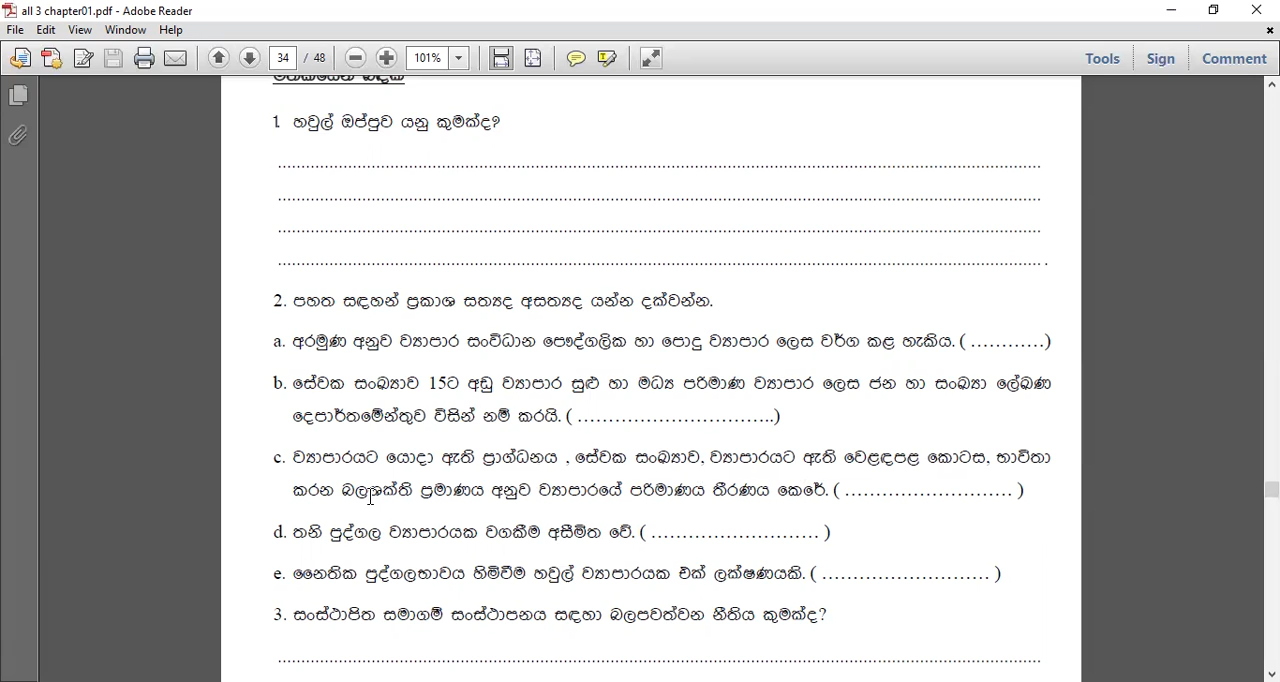 all 3 chapter01.pdf - Adobe Reader
File Edit View Window Help
34 / 48 101% Tools Sign Comment
1. හවුල් ඔප්පුව යනු කුමක්ද?
....................................................................................................
....................................................................................................
....................................................................................................
.................................................................................................... .
2. පහත සඳහන් ප්‍රකාශ සත්‍යද අසත්‍යද යන්න දක්වන්න.
a. අරමුණ අනුව ව්‍යාපාර සංවිධාන පෞද්ගලික හා පොදු ව්‍යාපාර ලෙස වර්ග කළ හැකිය. ( …………)
b. සේවක සංඛ්‍යාව 15ට අඩු ව්‍යාපාර සුළු හා මධ්‍ය පරිමාණ ව්‍යාපාර ලෙස ජන හා සංඛ්‍යා ලේඛණ
දෙපාර්තමේන්තුව විසින් නම් කරයි. ( …………………………..)
c. ව්‍යාපාරයට යොදා ඇති ප්‍රාග්ධනය , සේවක සංඛ්‍යාව, ව්‍යාපාරයට ඇති වෙළඳපළ කොටස, භාවිතා
කරන බලශක්ති ප්‍රමාණය අනුව ව්‍යාපාරයේ පරිමාණය තීරණය කෙරේ. ( ……………………… )
d. තනි පුද්ගල ව්‍යාපාරයක වගකීම අසීමිත වේ. ( ……………………… )
e. නෛතික පුද්ගලභාවය හිමිවීම හවුල් ව්‍යාපාරයක එක් ලක්ෂණයකි. ( ……………………… )
3. සංස්ථාපිත සමාගම් සංස්ථාපනය සඳහා බලපවත්වන නීතිය කුමක්ද?
....................................................................................................